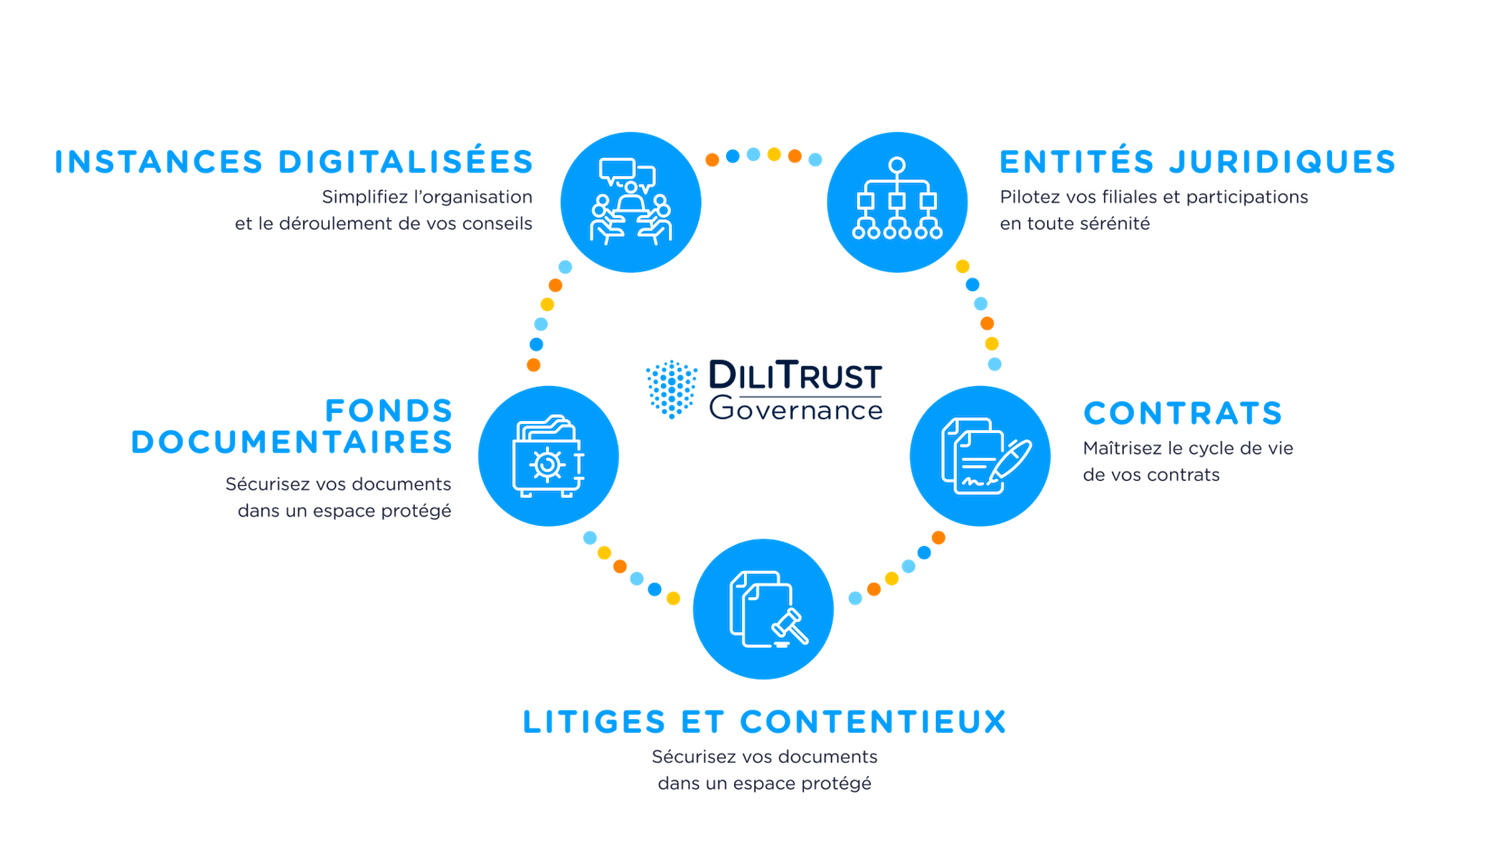 INSTANCES DIGITALISÉES
Simplifiez l'organisation
et le déroulement de vos conseils
ENTITÉS JURIDIQUES
Pilotez vos filiales et participations
en toute sérénité
DILITRUST
Governance
FONDS
DOCUMENTAIRES
Sécurisez vos documents
dans un espace protégé
CONTRATS
Maîtrisez le cycle de vie
de vos contrats
LITIGES ET CONTENTIEUX
Sécurisez vos documents
dans un espace protégé